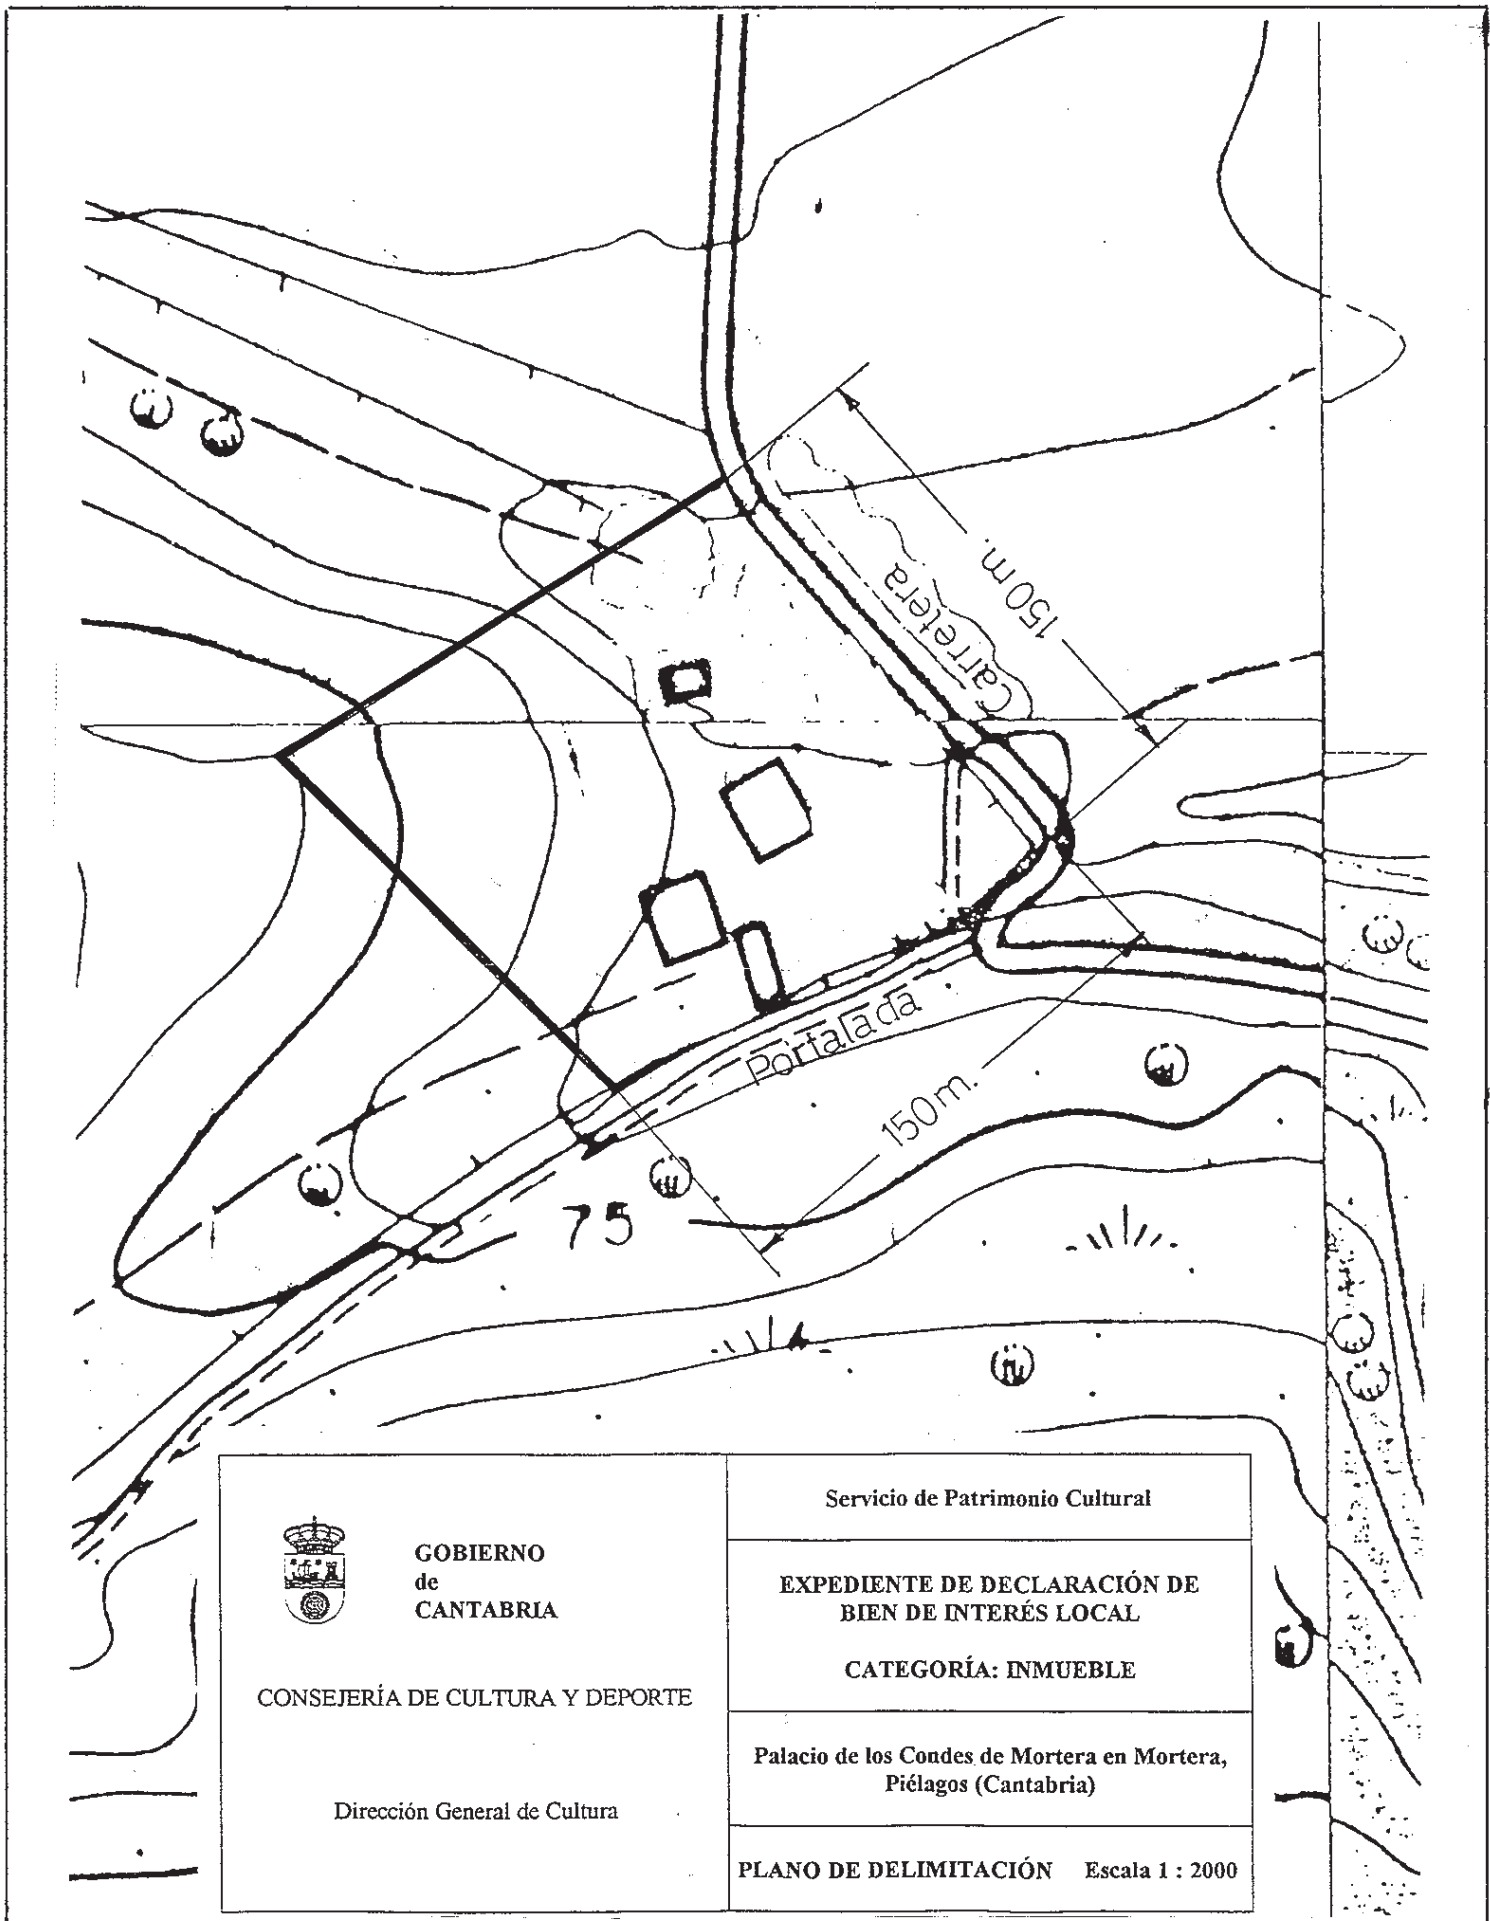 150 m.
Carretera
Portalada
150 m.
75
GOBIERNO
de
CANTABRIA
CONSEJERÍA DE CULTURA Y DEPORTE
Dirección General de Cultura
Servicio de Patrimonio Cultural
EXPEDIENTE DE DECLARACIÓN DE
BIEN DE INTERÉS LOCAL
CATEGORÍA: INMUEBLE
Palacio de los Condes de Mortera en Mortera,
Piélagos (Cantabria)
PLANO DE DELIMITACIÓN Escala 1 : 2000